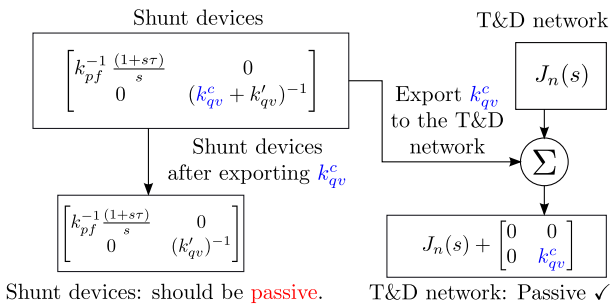 Shunt devices
T&D network
[k_{pf}^{-1} \frac{(1+s\tau)}{s} 0
0 (k_{qv}^{c} + k'_{qv})^{-1}]
J_n(s)
Export k_{qv}^{c}
to the T&D
network
Shunt devices
after exporting k_{qv}^{c}
Σ
[k_{pf}^{-1} \frac{(1+s\tau)}{s} 0
0 (k'_{qv})^{-1}]
J_n(s) + [0 0
0 k_{qv}^{c}]
Shunt devices: should be passive.
T&D network: Passive ✓